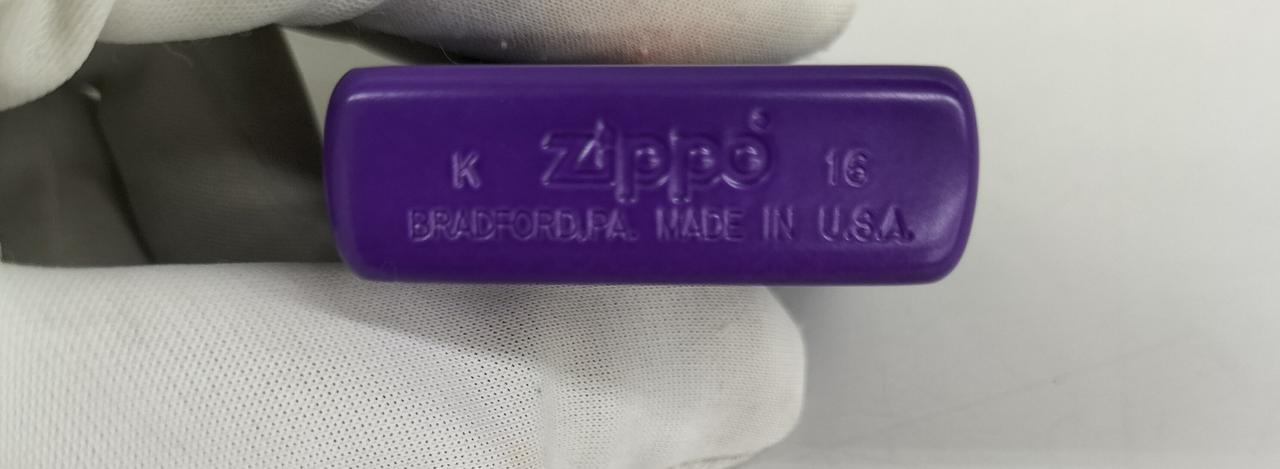 K Zippo® 16
BRADFORD,PA. MADE IN U.S.A.